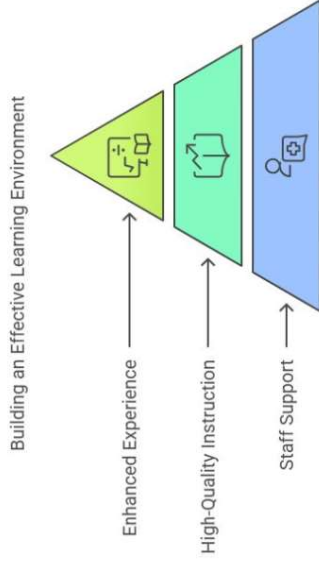 Building an Effective Learning Environment
Enhanced Experience
High-Quality Instruction
Staff Support